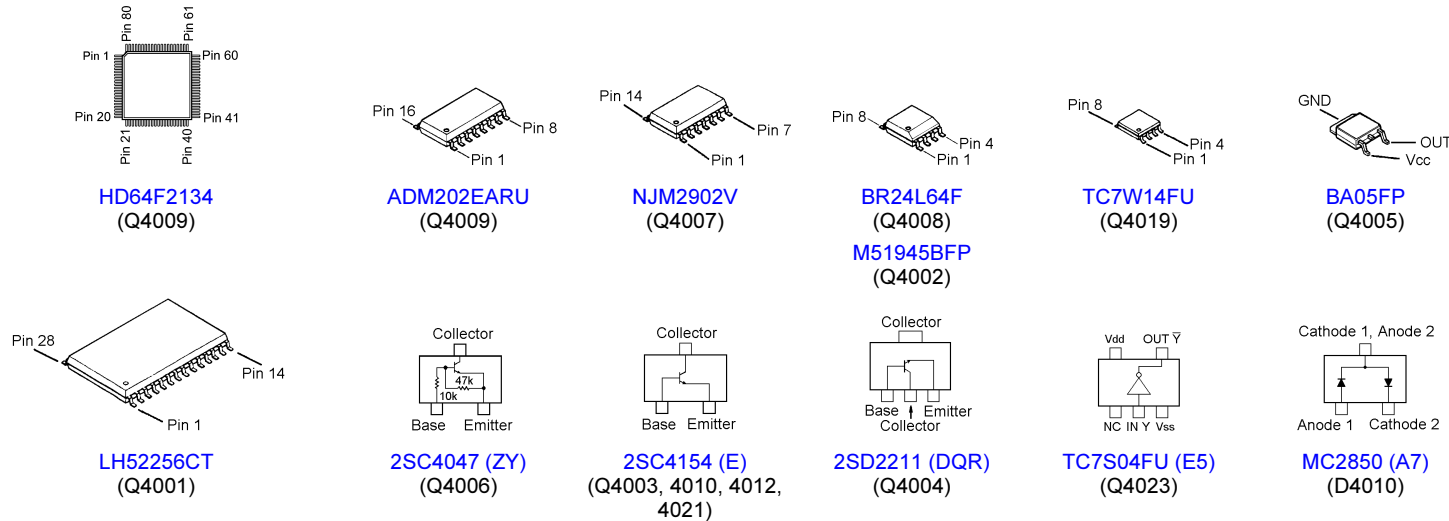 Pin 80
Pin 61
Pin 1
Pin 60
Pin 20
Pin 41
Pin 21
Pin 40
HD64F2134
(Q4009)
Pin 16
Pin 8
Pin 1
ADM202EARU
(Q4009)
Pin 14
Pin 7
Pin 1
NJM2902V
(Q4007)
Pin 8
Pin 4
Pin 1
BR24L64F
(Q4008)
M51945BFP
(Q4002)
Pin 8
Pin 4
Pin 1
TC7W14FU
(Q4019)
GND
OUT
Vcc
BA05FP
(Q4005)
Pin 28
Pin 14
Pin 1
LH52256CT
(Q4001)
Collector
47k
10k
Base Emitter
2SC4047 (ZY)
(Q4006)
Collector
Base Emitter
2SC4154 (E)
(Q4003, 4010, 4012,
4021)
Collector
Base Emitter
Collector
2SD2211 (DQR)
(Q4004)
Vdd OUT Y̅
NC IN Y Vss
TC7S04FU (E5)
(Q4023)
Cathode 1, Anode 2
Anode 1 Cathode 2
MC2850 (A7)
(D4010)